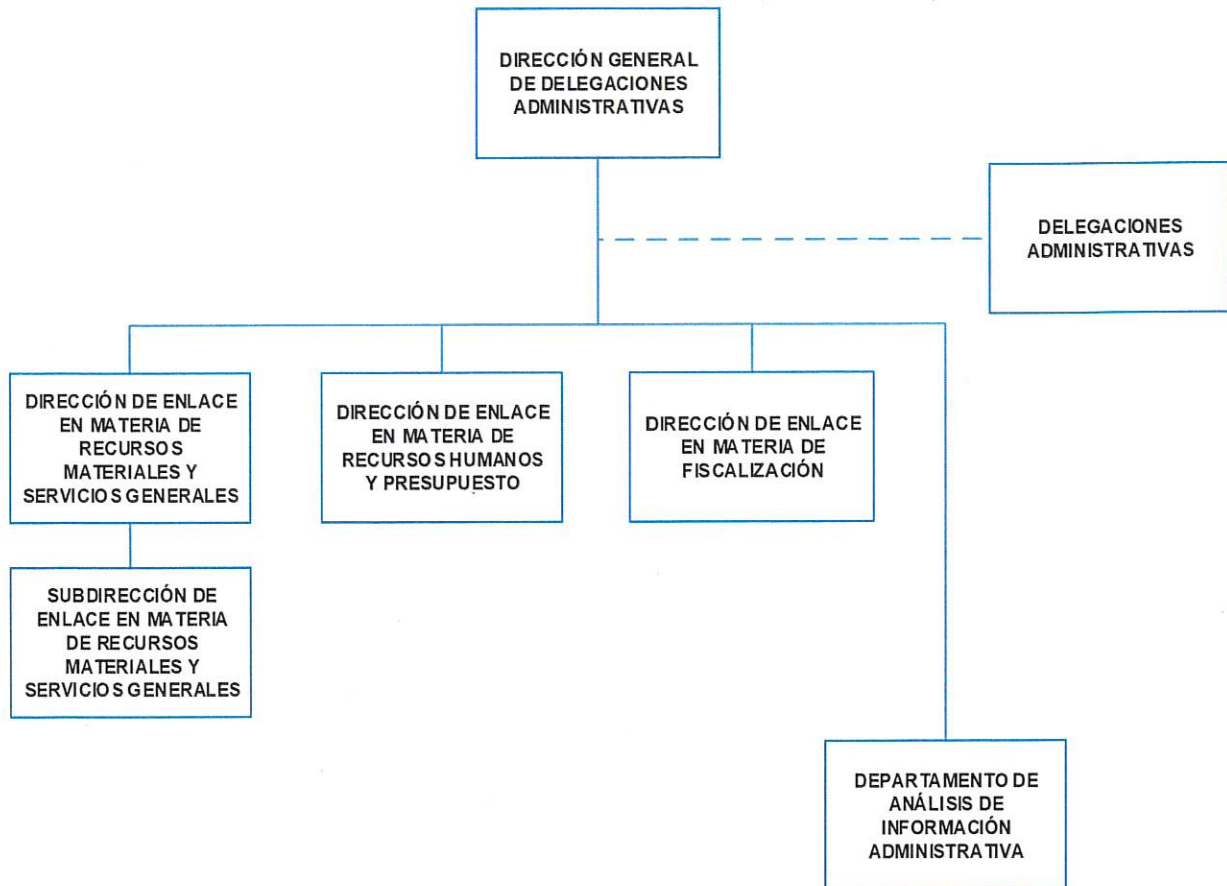 DIRECCIÓN GENERAL
DE DELEGACIONES
ADMINISTRATIVAS
DELEGACIONES
ADMINISTRATIVAS
DIRECCIÓN DE ENLACE
EN MATERIA DE
RECURSOS
MATERIALES Y
SERVICIOS GENERALES
DIRECCIÓN DE ENLACE
EN MATERIA DE
RECURSOS HUMANOS
Y PRESUPUESTO
DIRECCIÓN DE ENLACE
EN MATERIA DE
FISCALIZACIÓN
SUBDIRECCIÓN DE
ENLACE EN MATERIA
DE RECURSOS
MATERIALES Y
SERVICIOS GENERALES
DEPARTAMENTO DE
ANÁLISIS DE
INFORMACIÓN
ADMINISTRATIVA